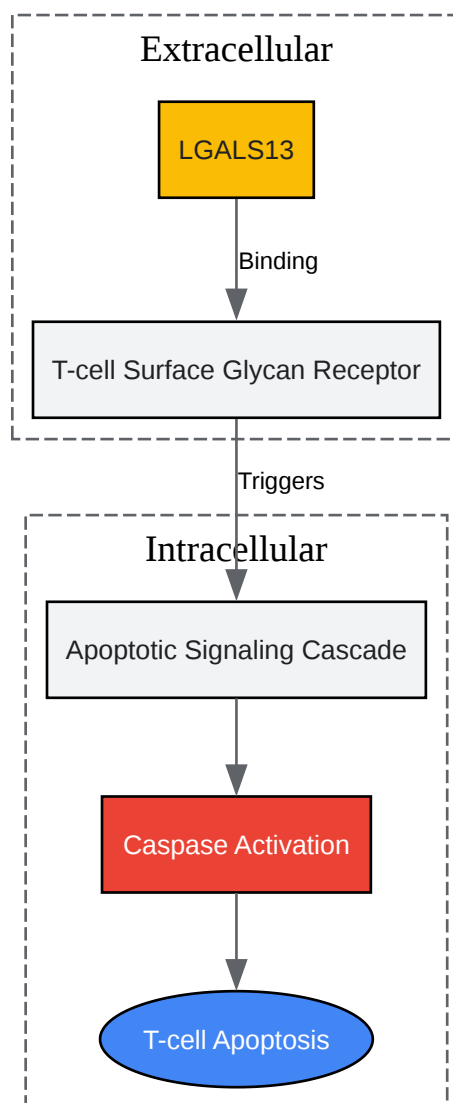 Extracellular
LGALS13
Binding
T-cell Surface Glycan Receptor
Triggers
Intracellular
Apoptotic Signaling Cascade
Caspase Activation
T-cell Apoptosis